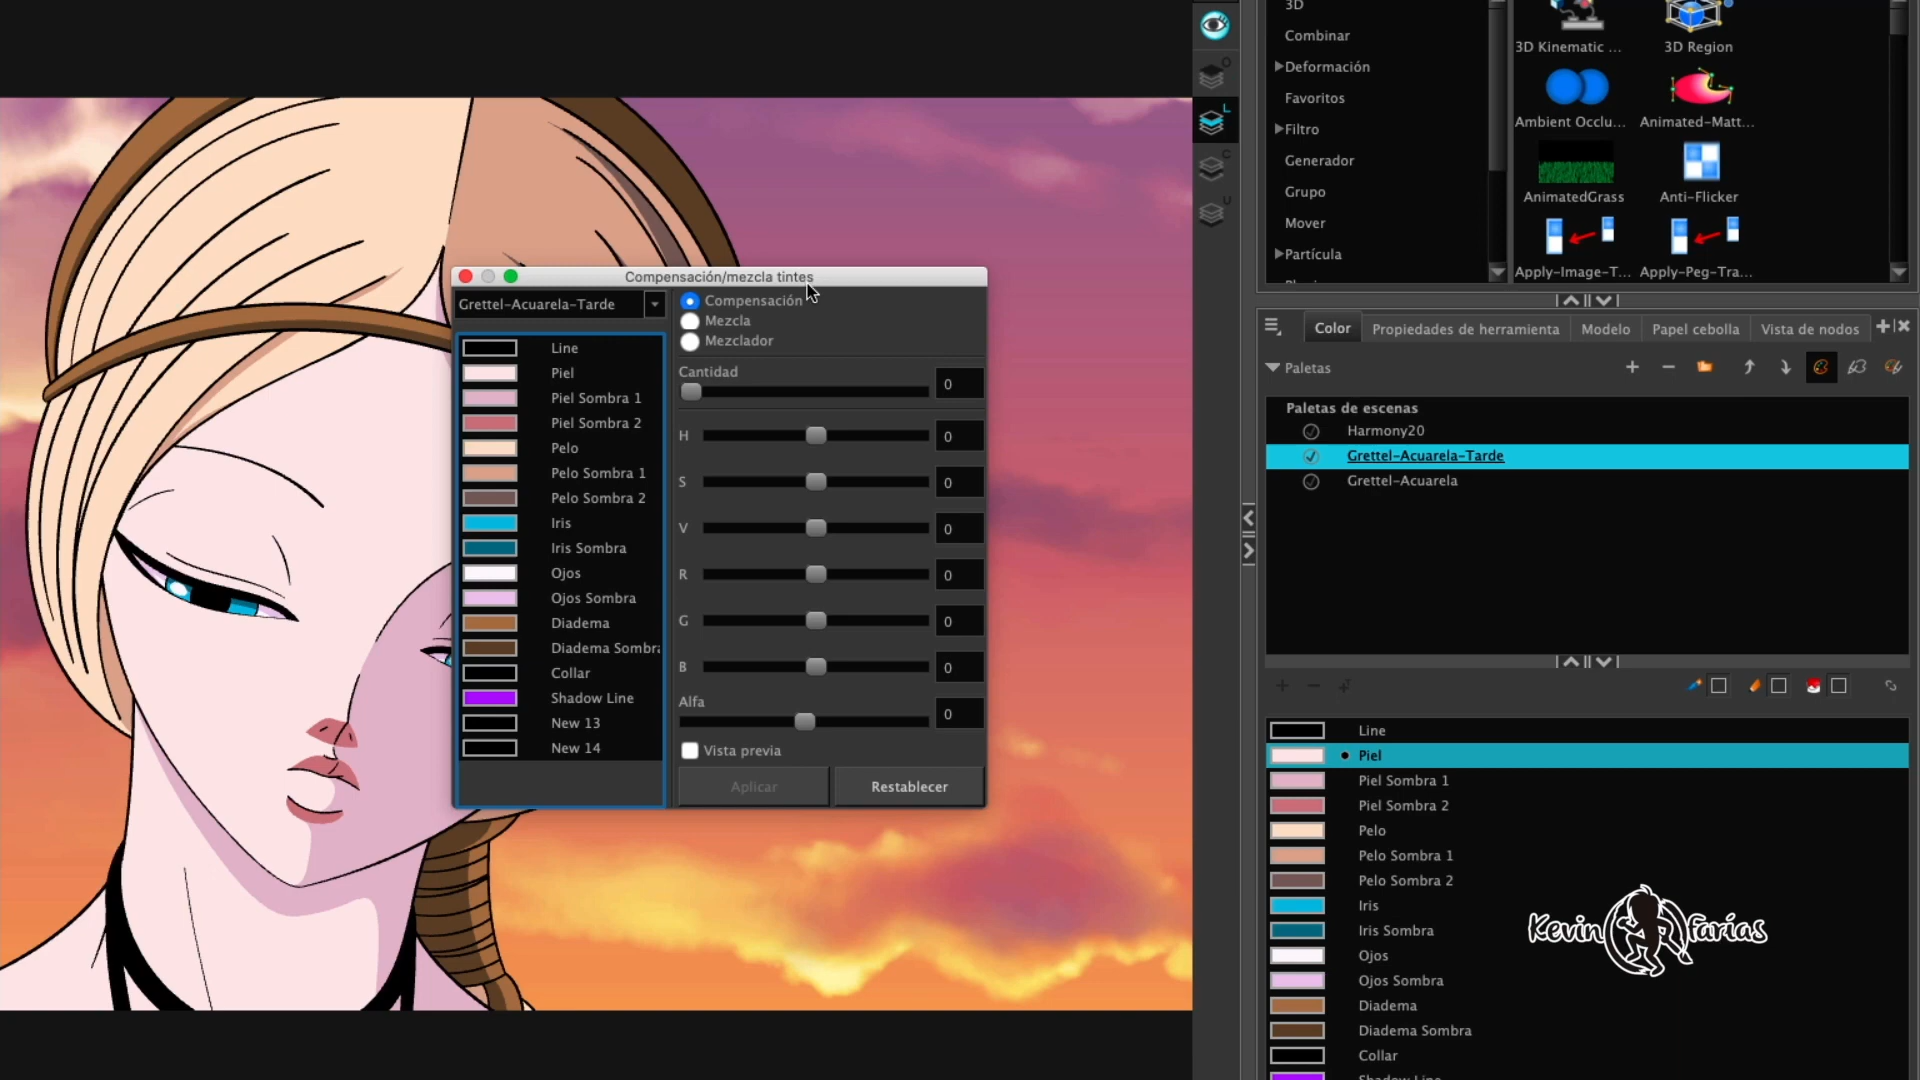 3D
Combinar
Deformación
Favoritos
Filtro
Generador
Grupo
Mover
Partícula
3D Kinematic ...
3D Region
Ambient Occlu...
Animated-Matt...
AnimatedGrass
Anti-Flicker
Apply-Image-T...
Apply-Peg-Tra...
O
L
C
U
Compensación/mezcla tintes
Grettel-Acuarela-Tarde
Line
Piel
Piel Sombra 1
Piel Sombra 2
Pelo
Pelo Sombra 1
Pelo Sombra 2
Iris
Iris Sombra
Ojos
Ojos Sombra
Diadema
Diadema Sombra
Collar
Shadow Line
New 13
New 14
Compensación
Mezcla
Mezclador
Cantidad
0
H
0
S
0
V
0
R
0
G
0
B
0
Alfa
0
Vista previa
Aplicar
Restablecer
Color
Propiedades de herramienta
Modelo
Papel cebolla
Vista de nodos
Paletas
Paletas de escenas
Harmony20
Grettel-Acuarela-Tarde
Grettel-Acuarela
Line
Piel
Piel Sombra 1
Piel Sombra 2
Pelo
Pelo Sombra 1
Pelo Sombra 2
Iris
Iris Sombra
Ojos
Ojos Sombra
Diadema
Diadema Sombra
Collar
Shadow Line
Kevin Farías